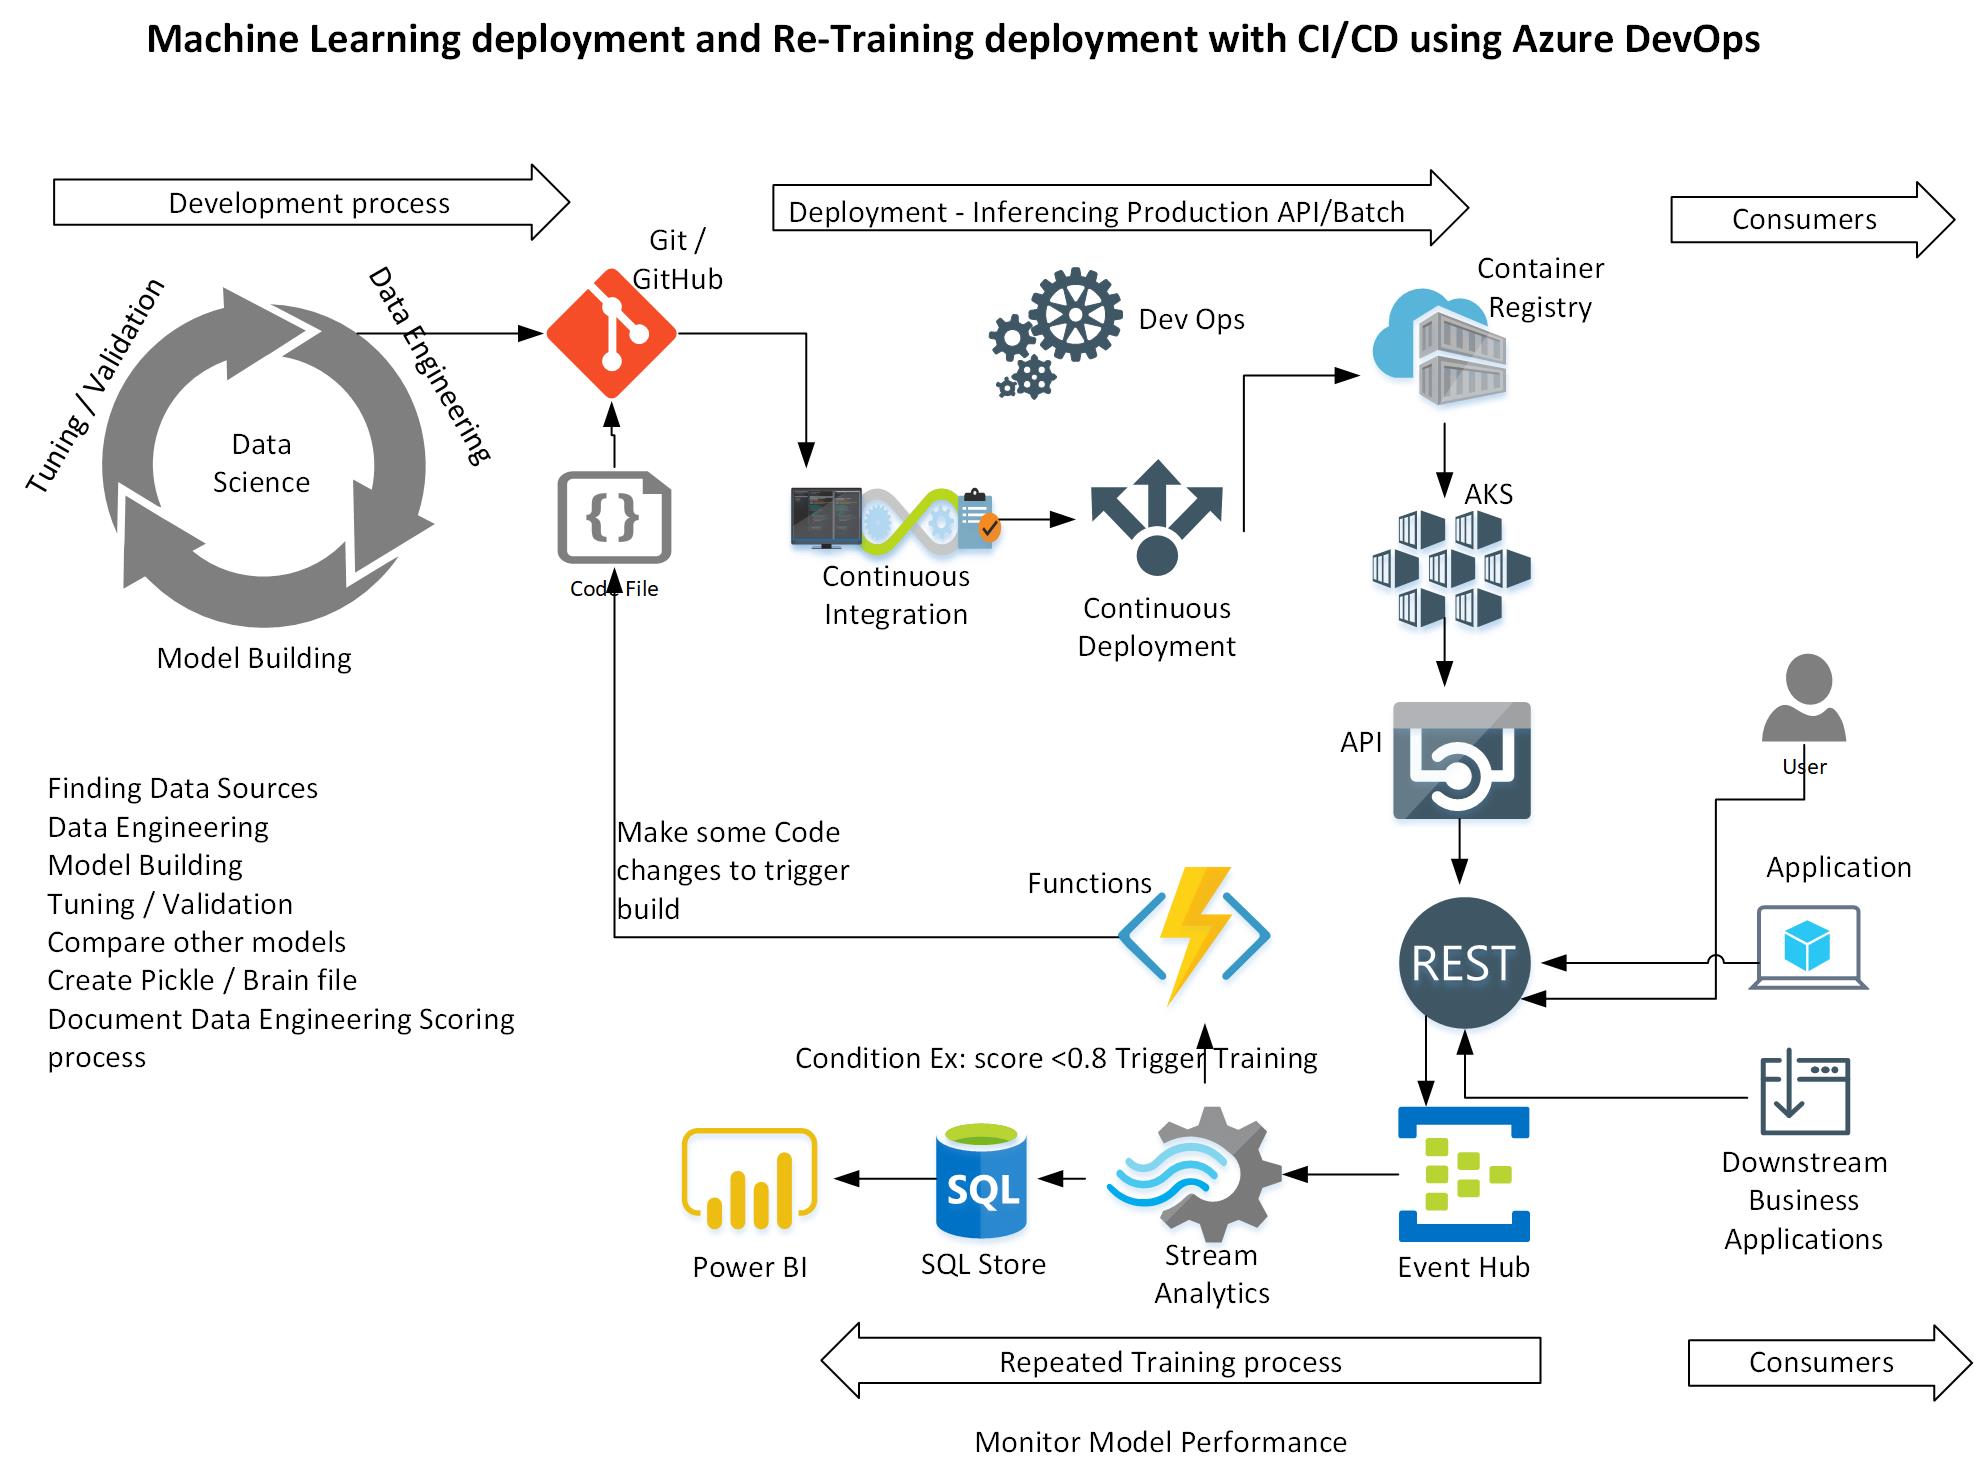 Machine Learning deployment and Re-Training deployment with CI/CD using Azure DevOps
Development process
Deployment - Inferencing Production API/Batch
Consumers
Git /
GitHub
Container
Registry
Dev Ops
Tuning / Validation
Data Engineering
Data
Science
Model Building
{}
Code File
Continuous
Integration
Continuous
Deployment
AKS
API
User
Finding Data Sources
Data Engineering
Model Building
Tuning / Validation
Compare other models
Create Pickle / Brain file
Document Data Engineering Scoring
process
Make some Code
changes to trigger
build
Functions
Application
REST
Condition Ex: score <0.8 Trigger Training
SQL
Power BI
SQL Store
Stream
Analytics
Event Hub
Downstream
Business
Applications
Repeated Training process
Consumers
Monitor Model Performance